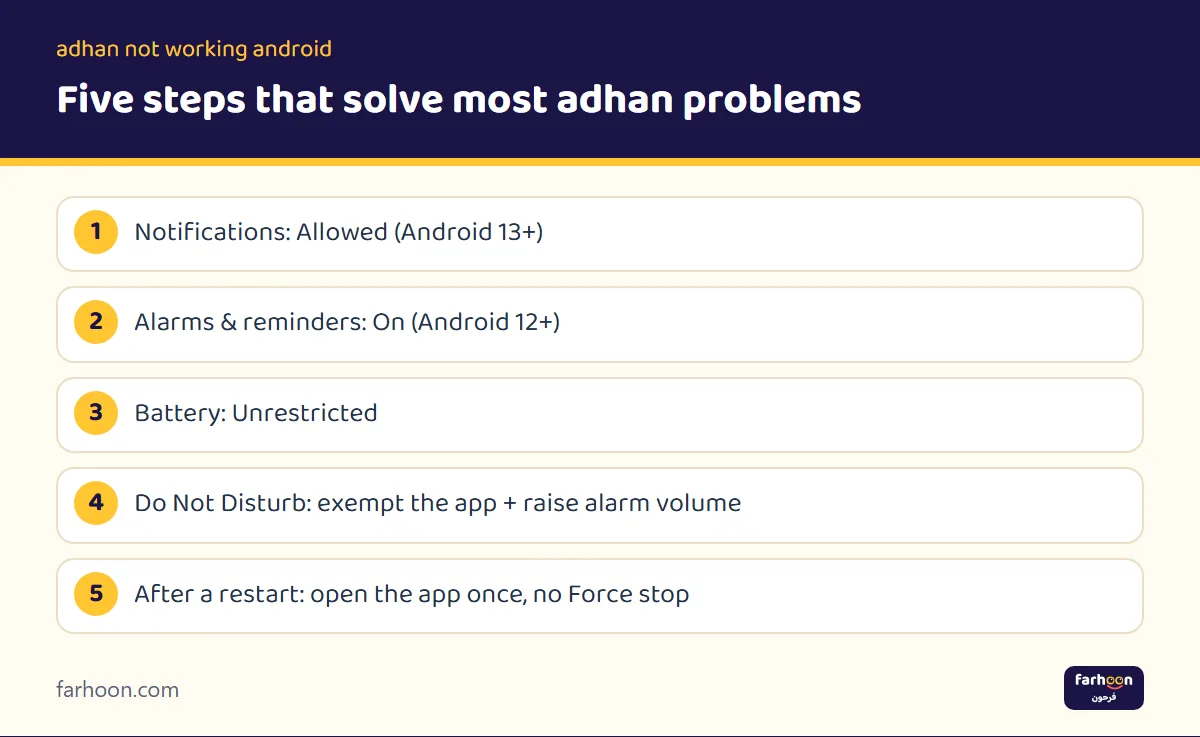 adhan not working android
Five steps that solve most adhan problems
1 Notifications: Allowed (Android 13+)
2 Alarms & reminders: On (Android 12+)
3 Battery: Unrestricted
4 Do Not Disturb: exempt the app + raise alarm volume
5 After a restart: open the app once, no Force stop
farhoon.com
farhoon
فرحون